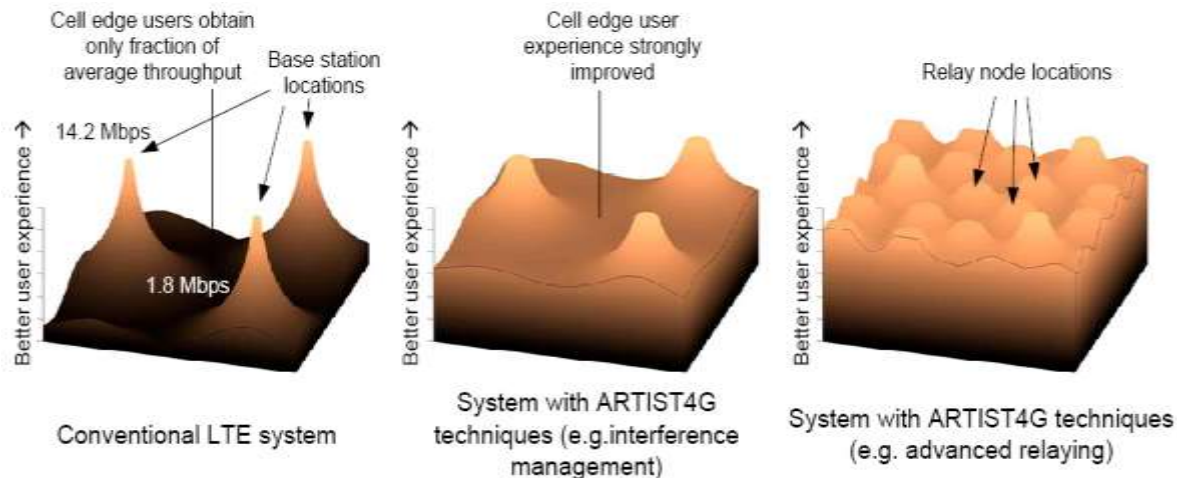 Cell edge users obtain
only fraction of
average throughput
Base station
locations
14.2 Mbps
1.8 Mbps
Better user experience →
Conventional LTE system
Cell edge user
experience strongly
improved
Better user experience →
System with ARTIST4G
techniques (e.g.interference
management)
Relay node locations
Better user experience →
System with ARTIST4G techniques
(e.g. advanced relaying)